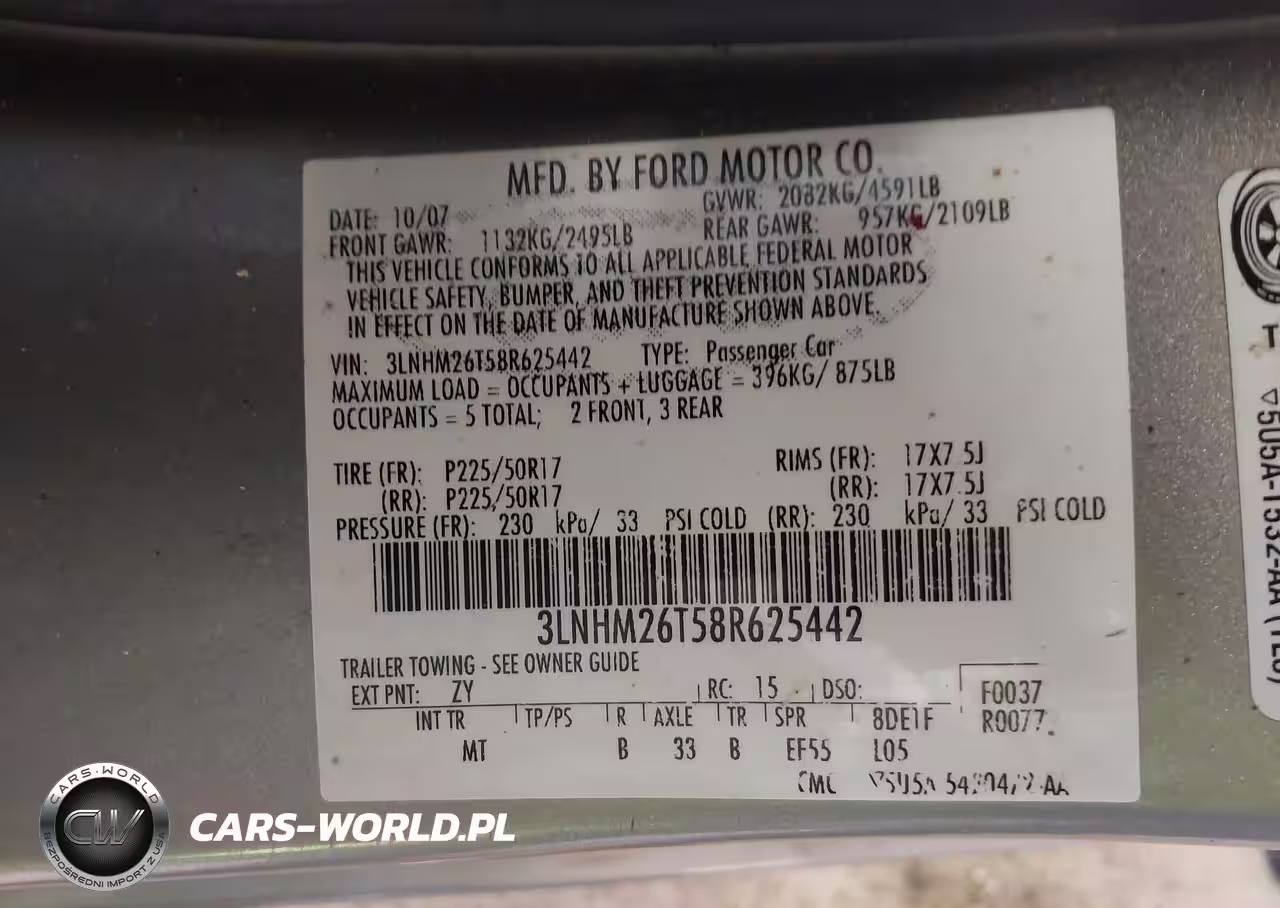 MFD. BY FORD MOTOR CO.
DATE: 10/07 GVWR: 2082KG/4591LB
FRONT GAWR: 1132KG/2495LB REAR GAWR: 957KG/2109LB
THIS VEHICLE CONFORMS TO ALL APPLICABLE FEDERAL MOTOR
VEHICLE SAFETY, BUMPER, AND THEFT PREVENTION STANDARDS
IN EFFECT ON THE DATE OF MANUFACTURE SHOWN ABOVE.
VIN: 3LNHM26T58R625442 TYPE: Passenger Car
MAXIMUM LOAD = OCCUPANTS + LUGGAGE = 396KG/ 875LB
OCCUPANTS = 5 TOTAL; 2 FRONT, 3 REAR
TIRE (FR): P225/50R17 RIMS (FR): 17X7.5J
(RR): P225/50R17 (RR): 17X7.5J
PRESSURE (FR): 230 kPa/ 33 PSI COLD (RR): 230 kPa/ 33 PSI COLD
3LNHM26T58R625442
TRAILER TOWING - SEE OWNER GUIDE
EXT PNT: ZY RC: 15 DSO: F0037
INT TR TP/PS R AXLE TR SPR 8DE1F R0077
MT B 33 B EF55 L05
T
CARS-WORLD
CW
BEZPOŚREDNI IMPORT Z USA
CARS-WORLD.PL